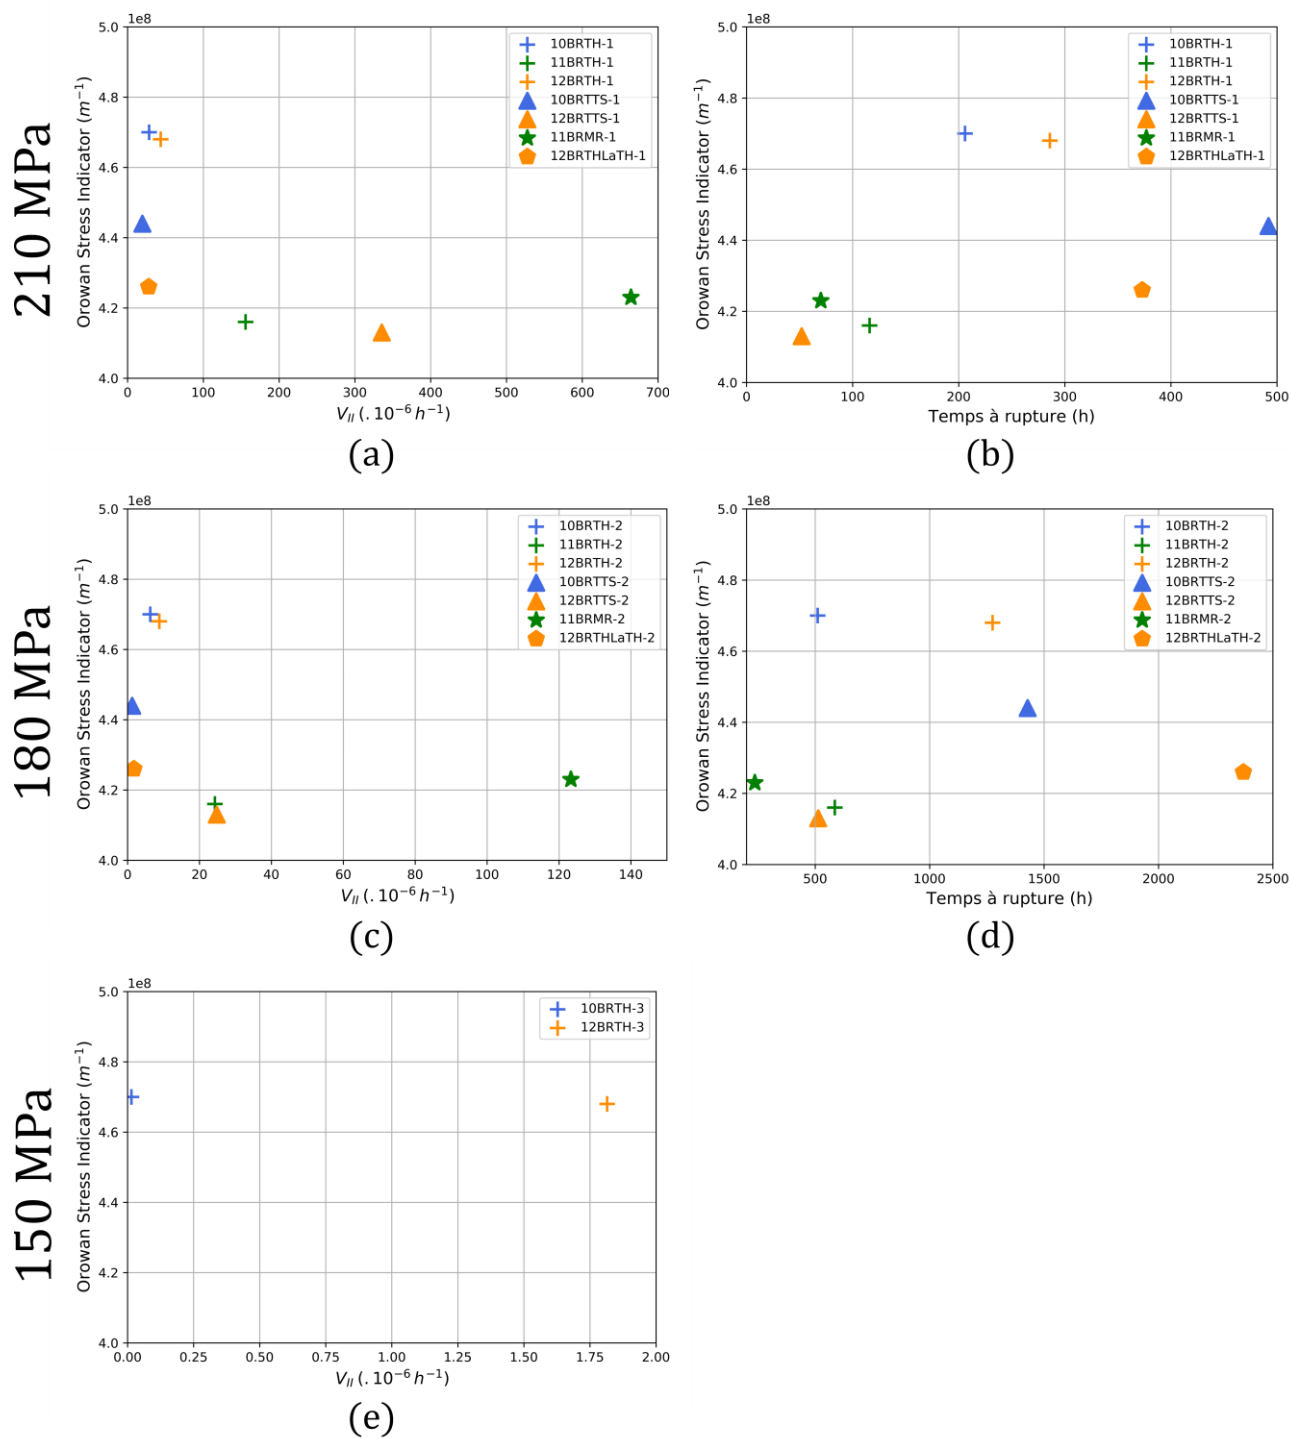 210 MPa
1e8
5.0
4.8
4.6
4.4
4.2
4.0
Orowan Stress Indicator (m⁻¹)
10BRTH-1
11BRTH-1
12BRTH-1
10BRTTS-1
12BRTTS-1
11BRMR-1
12BRTHLaTH-1
0 100 200 300 400 500 600 700
V_II (. 10⁻⁶ h⁻¹)
(a)
1e8
5.0
4.8
4.6
4.4
4.2
4.0
Orowan Stress Indicator (m⁻¹)
10BRTH-1
11BRTH-1
12BRTH-1
10BRTTS-1
12BRTTS-1
11BRMR-1
12BRTHLaTH-1
0 100 200 300 400 500
Temps à rupture (h)
(b)
180 MPa
1e8
5.0
4.8
4.6
4.4
4.2
4.0
Orowan Stress Indicator (m⁻¹)
10BRTH-2
11BRTH-2
12BRTH-2
10BRTTS-2
12BRTTS-2
11BRMR-2
12BRTHLaTH-2
0 20 40 60 80 100 120 140
V_II (. 10⁻⁶ h⁻¹)
(c)
1e8
5.0
4.8
4.6
4.4
4.2
4.0
Orowan Stress Indicator (m⁻¹)
10BRTH-2
11BRTH-2
12BRTH-2
10BRTTS-2
12BRTTS-2
11BRMR-2
12BRTHLaTH-2
500 1000 1500 2000 2500
Temps à rupture (h)
(d)
150 MPa
1e8
5.0
4.8
4.6
4.4
4.2
4.0
Orowan Stress Indicator (m⁻¹)
10BRTH-3
12BRTH-3
0.00 0.25 0.50 0.75 1.00 1.25 1.50 1.75 2.00
V_II (. 10⁻⁶ h⁻¹)
(e)